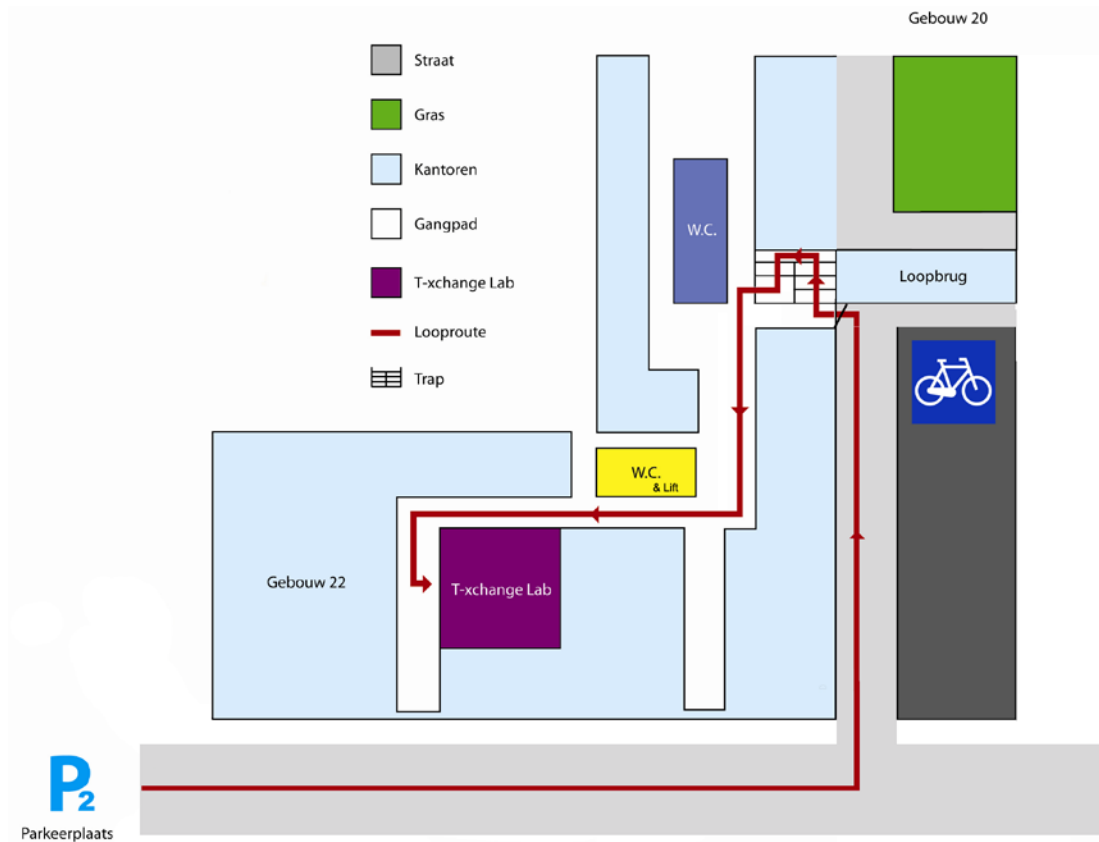 Gebouw 20
Straat
Gras
Kantoren
Gangpad
T-xchange Lab
Looproute
Trap
W.C.
Loopbrug
W.C.
& Lift
Gebouw 22
T-xchange Lab
P2
Parkeerplaats